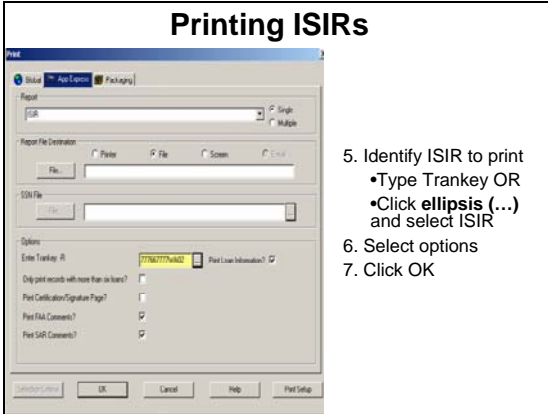 Printing ISIRs
Print
Global App Express Packaging
Report
ISIR
Single
Multiple
Report File Destination
Printer File Screen Email
File...
SSN File
File...
Options
Enter Trankey -R: Print Loan Information?
Only print records with more than six loans?
Print Certification/Signature Page?
Print FAA Comments?
Print SAR Comments?
Selection Criteria OK Cancel Help Print Setup
5. Identify ISIR to print
•Type Trankey OR
•Click ellipsis (…)
and select ISIR
6. Select options
7. Click OK